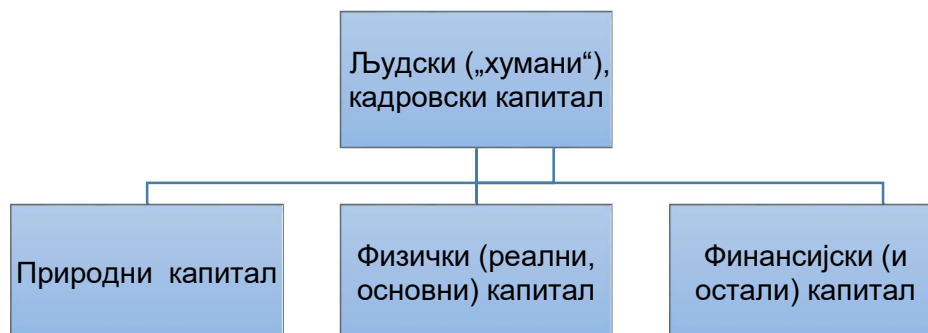 Људски („хумани“),
кадровски капитал
Природни капитал
Физички (реални,
основни) капитал
Финансијски (и
остали) капитал